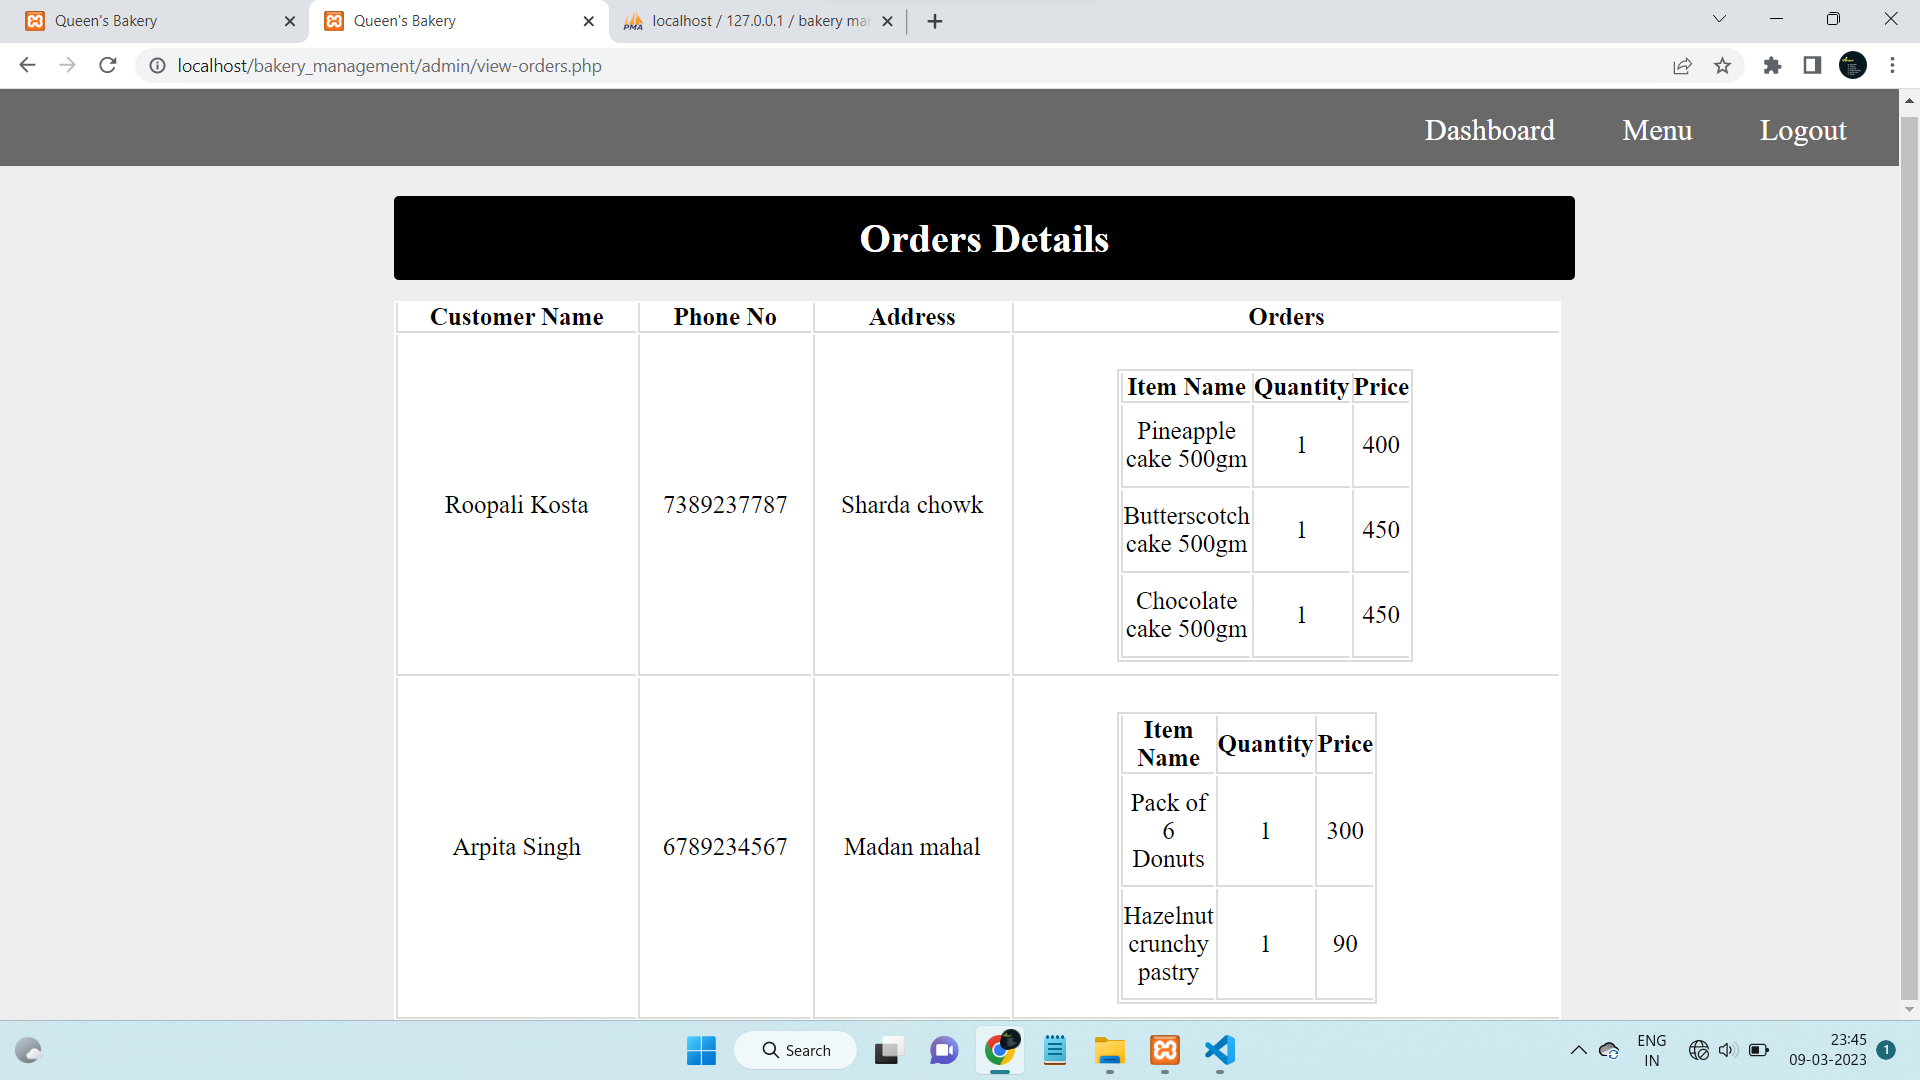 Queen's Bakery
Queen's Bakery
localhost / 127.0.0.1 / bakery mar
localhost/bakery_management/admin/view-orders.php
Dashboard Menu Logout
Orders Details
Customer Name Phone No Address Orders
Item Name Quantity Price
Pineapple
cake 500gm 1 400
Roopali Kosta 7389237787 Sharda chowk
Butterscotch
cake 500gm 1 450
Chocolate
cake 500gm 1 450
Item
Name Quantity Price
Pack of
6
Donuts 1 300
Arpita Singh 6789234567 Madan mahal
Hazelnut
crunchy
pastry 1 90
Search
ENG
IN
23:45
09-03-2023
1